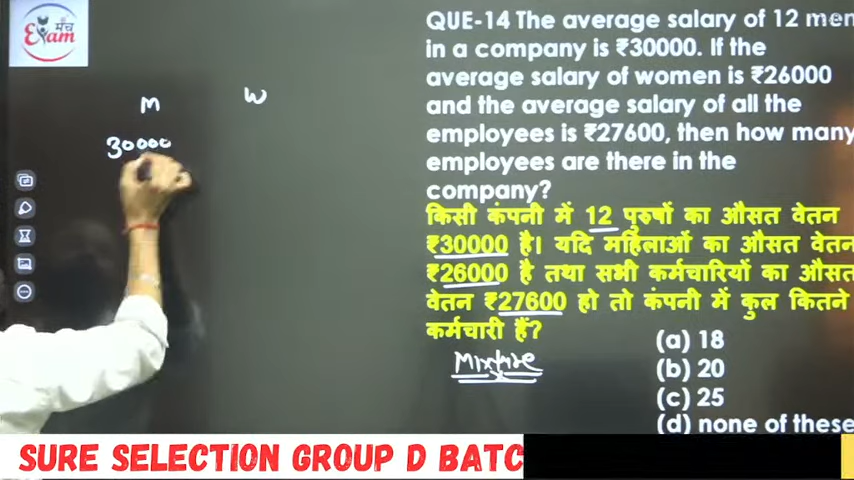 मंच
Exam
M
W
30000
QUE-14 The average salary of 12 men
in a company is ₹30000. If the
average salary of women is ₹26000
and the average salary of all the
employees is ₹27600, then how many
employees are there in the
company?
किसी कंपनी में 12 पुरुषों का औसत वेतन
₹30000 है। यदि महिलाओं का औसत वेतन
₹26000 है तथा सभी कर्मचारियों का औसत
वेतन ₹27600 हो तो कंपनी में कुल कितने
कर्मचारी हैं?
Mixture
(a) 18
(b) 20
(c) 25
(d) none of these
SURE SELECTION GROUP D BATC